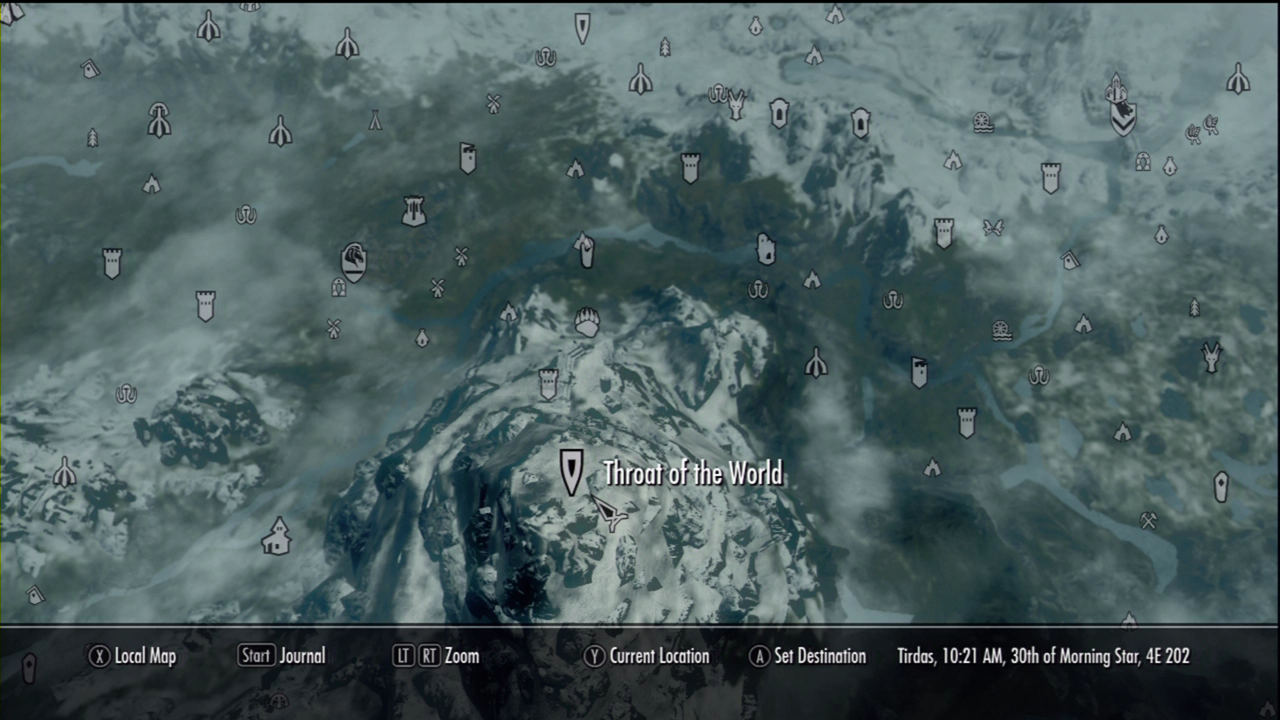 Throat of the World
X Local Map
Start Journal
LT RT Zoom
Y Current Location
A Set Destination
Tirdas, 10:21 AM, 30th of Morning Star, 4E 202